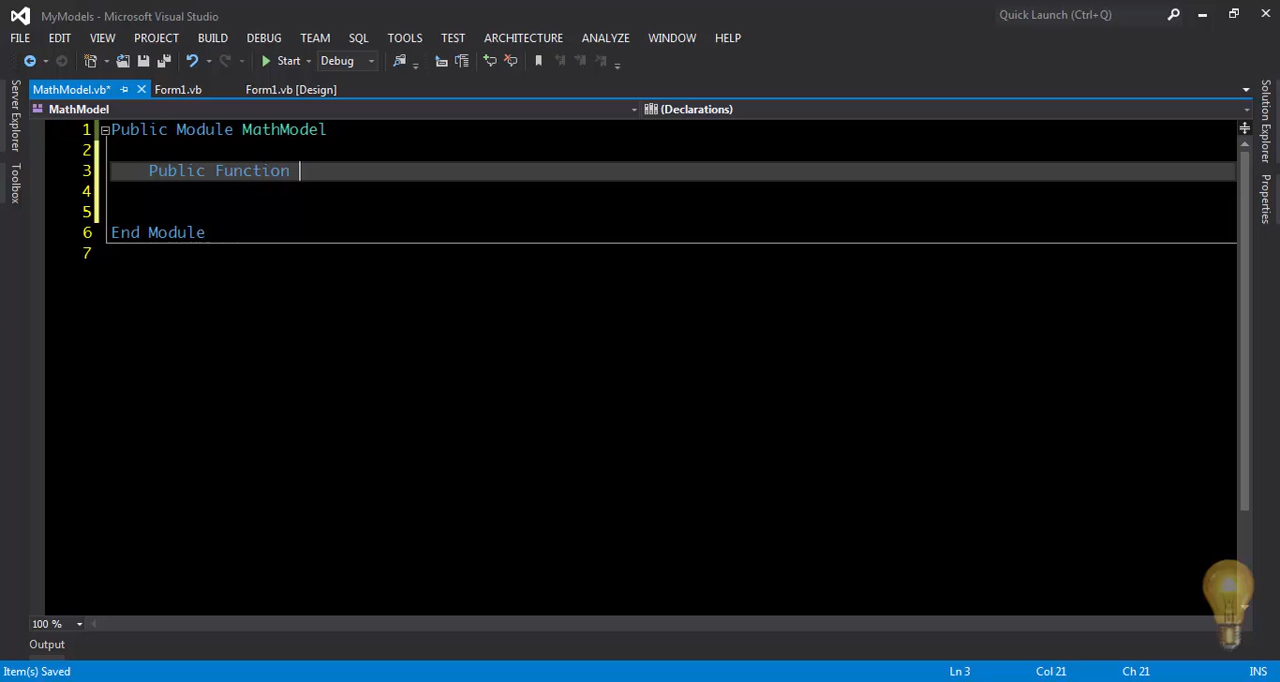 MyModels - Microsoft Visual Studio
Quick Launch (Ctrl+Q)
FILE EDIT VIEW PROJECT BUILD DEBUG TEAM SQL TOOLS TEST ARCHITECTURE ANALYZE WINDOW HELP
Start Debug
MathModel.vb* Form1.vb Form1.vb [Design]
MathModel (Declarations)
1 Public Module MathModel
2
3 Public Function
4
5
6 End Module
7
Server Explorer
Toolbox
Solution Explorer
Properties
100 %
Output
Item(s) Saved Ln 3 Col 21 Ch 21 INS